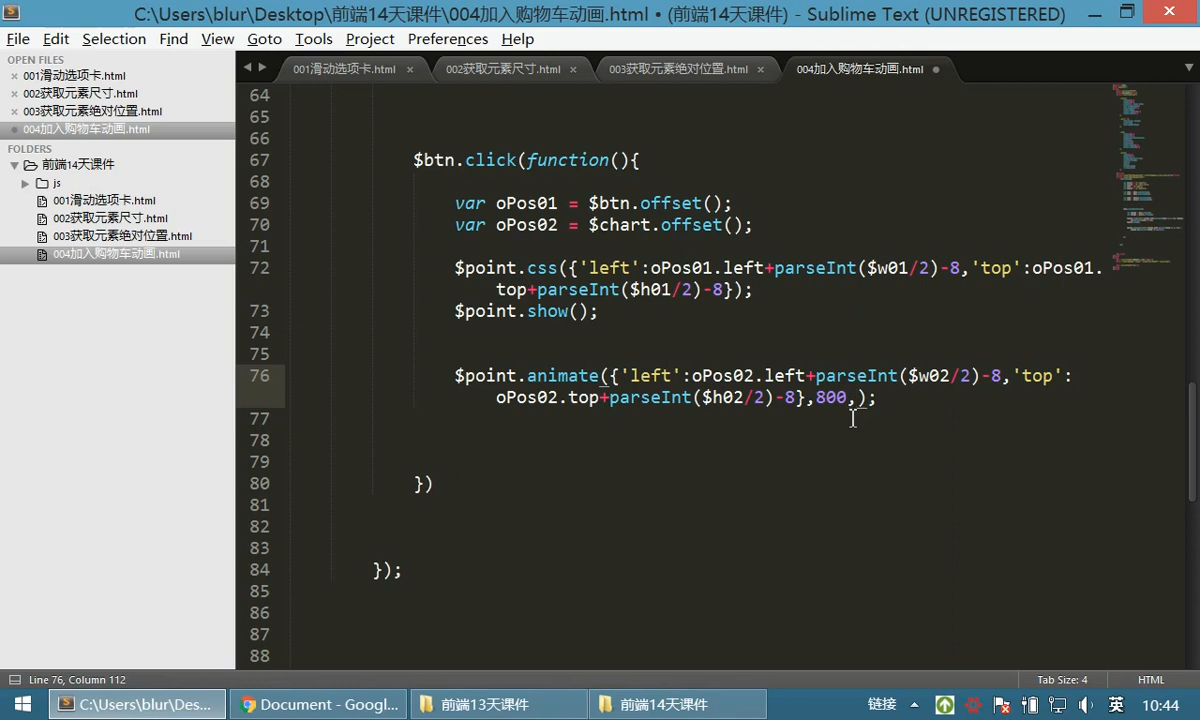 C:\Users\blur\Desktop\前端14天课件\004加入购物车动画.html • (前端14天课件) - Sublime Text (UNREGISTERED)
File Edit Selection Find View Goto Tools Project Preferences Help
OPEN FILES
001滑动选项卡.html
002获取元素尺寸.html
003获取元素绝对位置.html
004加入购物车动画.html
FOLDERS
前端14天课件
js
001滑动选项卡.html
002获取元素尺寸.html
003获取元素绝对位置.html
004加入购物车动画.html
001滑动选项卡.html 002获取元素尺寸.html 003获取元素绝对位置.html 004加入购物车动画.html
64
65
66
67 $btn.click(function(){
68
69 var oPos01 = $btn.offset();
70 var oPos02 = $chart.offset();
71
72 $point.css({'left':oPos01.left+parseInt($w01/2)-8,'top':oPos01.
top+parseInt($h01/2)-8});
73 $point.show();
74
75
76 $point.animate({'left':oPos02.left+parseInt($w02/2)-8,'top':
oPos02.top+parseInt($h02/2)-8},800,);
77
78
79
80 })
81
82
83
84 });
85
86
87
88
Line 76, Column 112 Tab Size: 4 HTML
C:\Users\blur\Des... Document - Googl... 前端13天课件 前端14天课件 链接 英 10:44